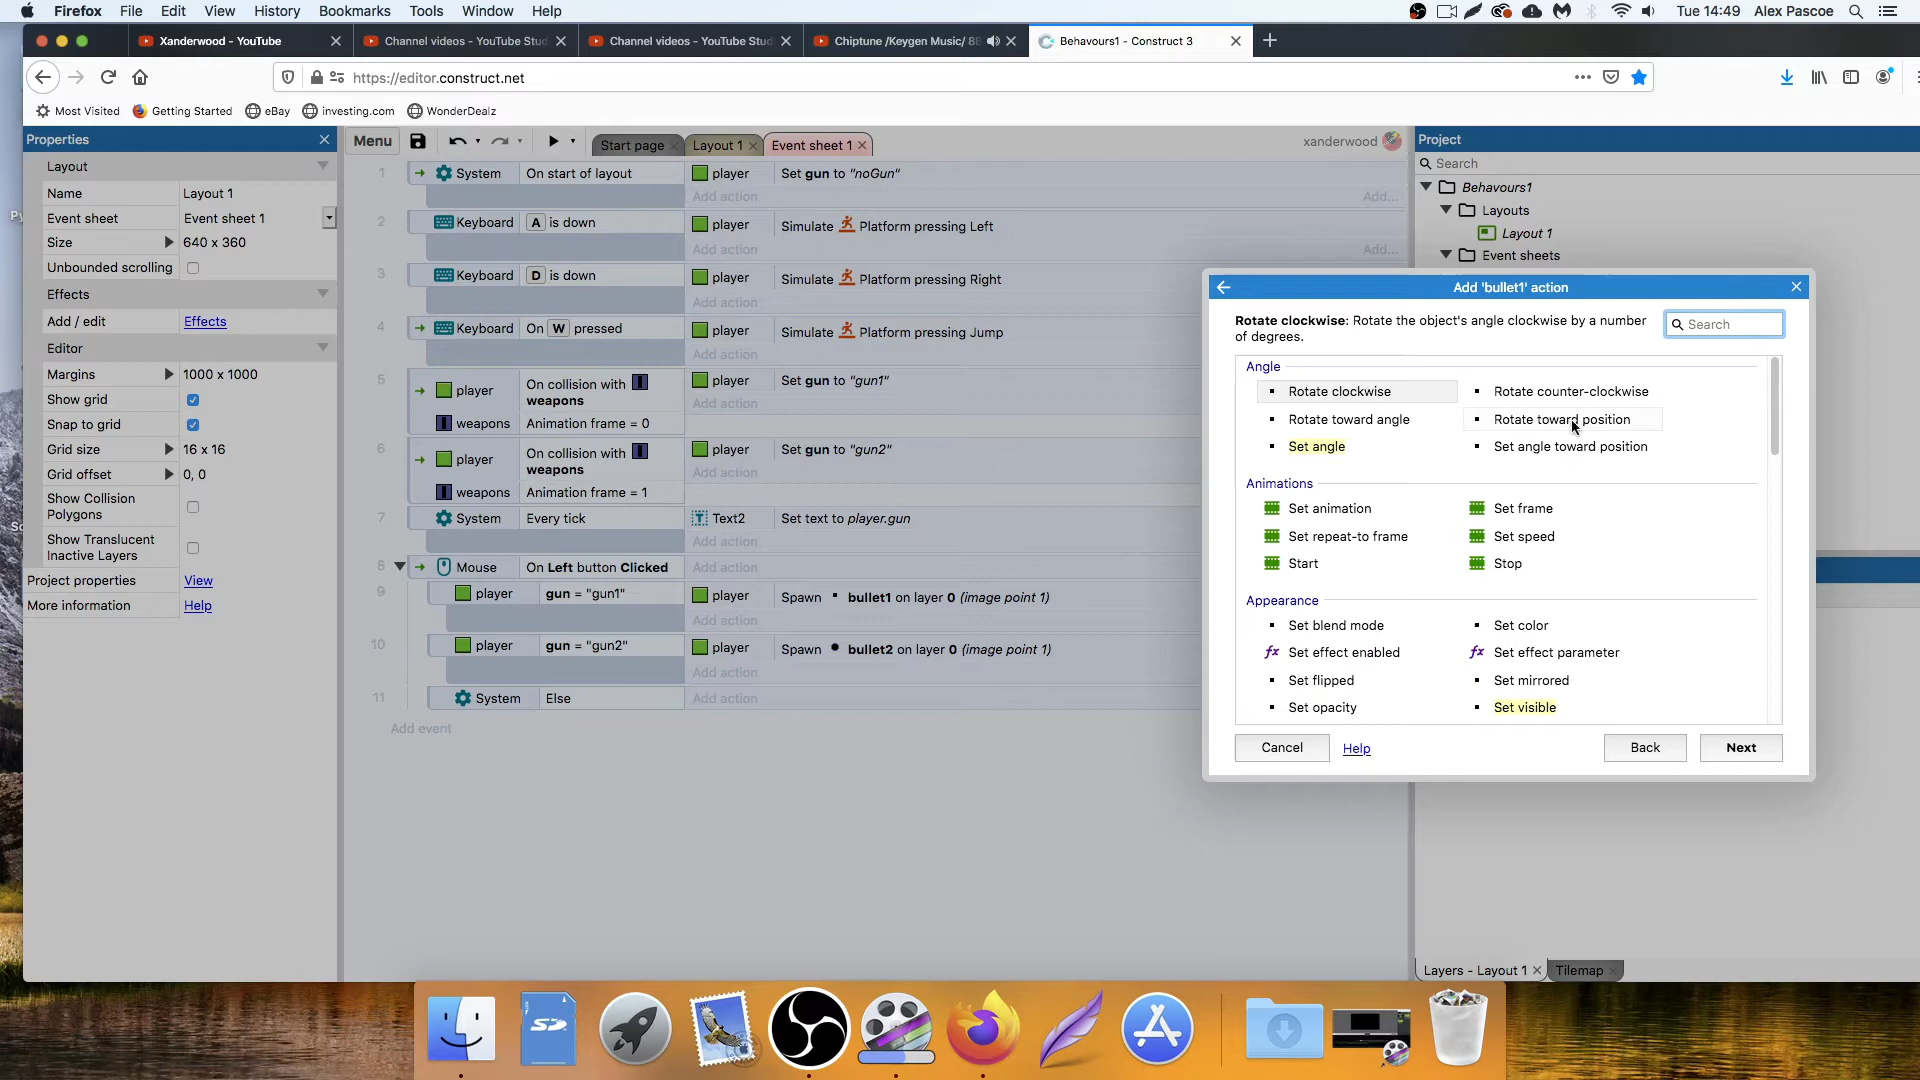 Firefox File Edit View History Bookmarks Tools Window Help Tue 14:49 Alex Pascoe
Xanderwood - YouTube Channel videos - YouTube Stud Channel videos - YouTube Stud Chiptune /Keygen Music/ 8B Behavours1 - Construct 3
https://editor.construct.net
Most Visited Getting Started eBay investing.com WonderDealz
Properties
Layout
Name Layout 1
Event sheet Event sheet 1
Size 640 x 360
Unbounded scrolling
Effects
Add / edit Effects
Editor
Margins 1000 x 1000
Show grid
Snap to grid
Grid size 16 x 16
Grid offset 0, 0
Show Collision
Polygons
Show Translucent
Inactive Layers
Project properties View
More information Help
Menu Start page Layout 1 Event sheet 1 xanderwood
1 System On start of layout player Set gun to "noGun"
Add action Add...
2 Keyboard A is down player Simulate Platform pressing Left
Add action Add...
3 Keyboard D is down player Simulate Platform pressing Right
Add action
4 Keyboard On W pressed player Simulate Platform pressing Jump
Add action
5 player On collision with weapons player Set gun to "gun1"
weapons Animation frame = 0 Add action
6 player On collision with weapons player Set gun to "gun2"
weapons Animation frame = 1 Add action
7 System Every tick Text2 Set text to player.gun
Add action
8 Mouse On Left button Clicked Add action
9 player gun = "gun1" player Spawn bullet1 on layer 0 (image point 1)
Add action
10 player gun = "gun2" player Spawn bullet2 on layer 0 (image point 1)
Add action
11 System Else Add action
Add event
Project
Search
Behavours1
Layouts
Layout 1
Event sheets
Add 'bullet1' action
Rotate clockwise: Rotate the object's angle clockwise by a number
of degrees.
Search
Angle
Rotate clockwise Rotate counter-clockwise
Rotate toward angle Rotate toward position
Set angle Set angle toward position
Animations
Set animation Set frame
Set repeat-to frame Set speed
Start Stop
Appearance
Set blend mode Set color
Set effect enabled Set effect parameter
Set flipped Set mirrored
Set opacity Set visible
Cancel Help Back Next
Layers - Layout 1 Tilemap
SD